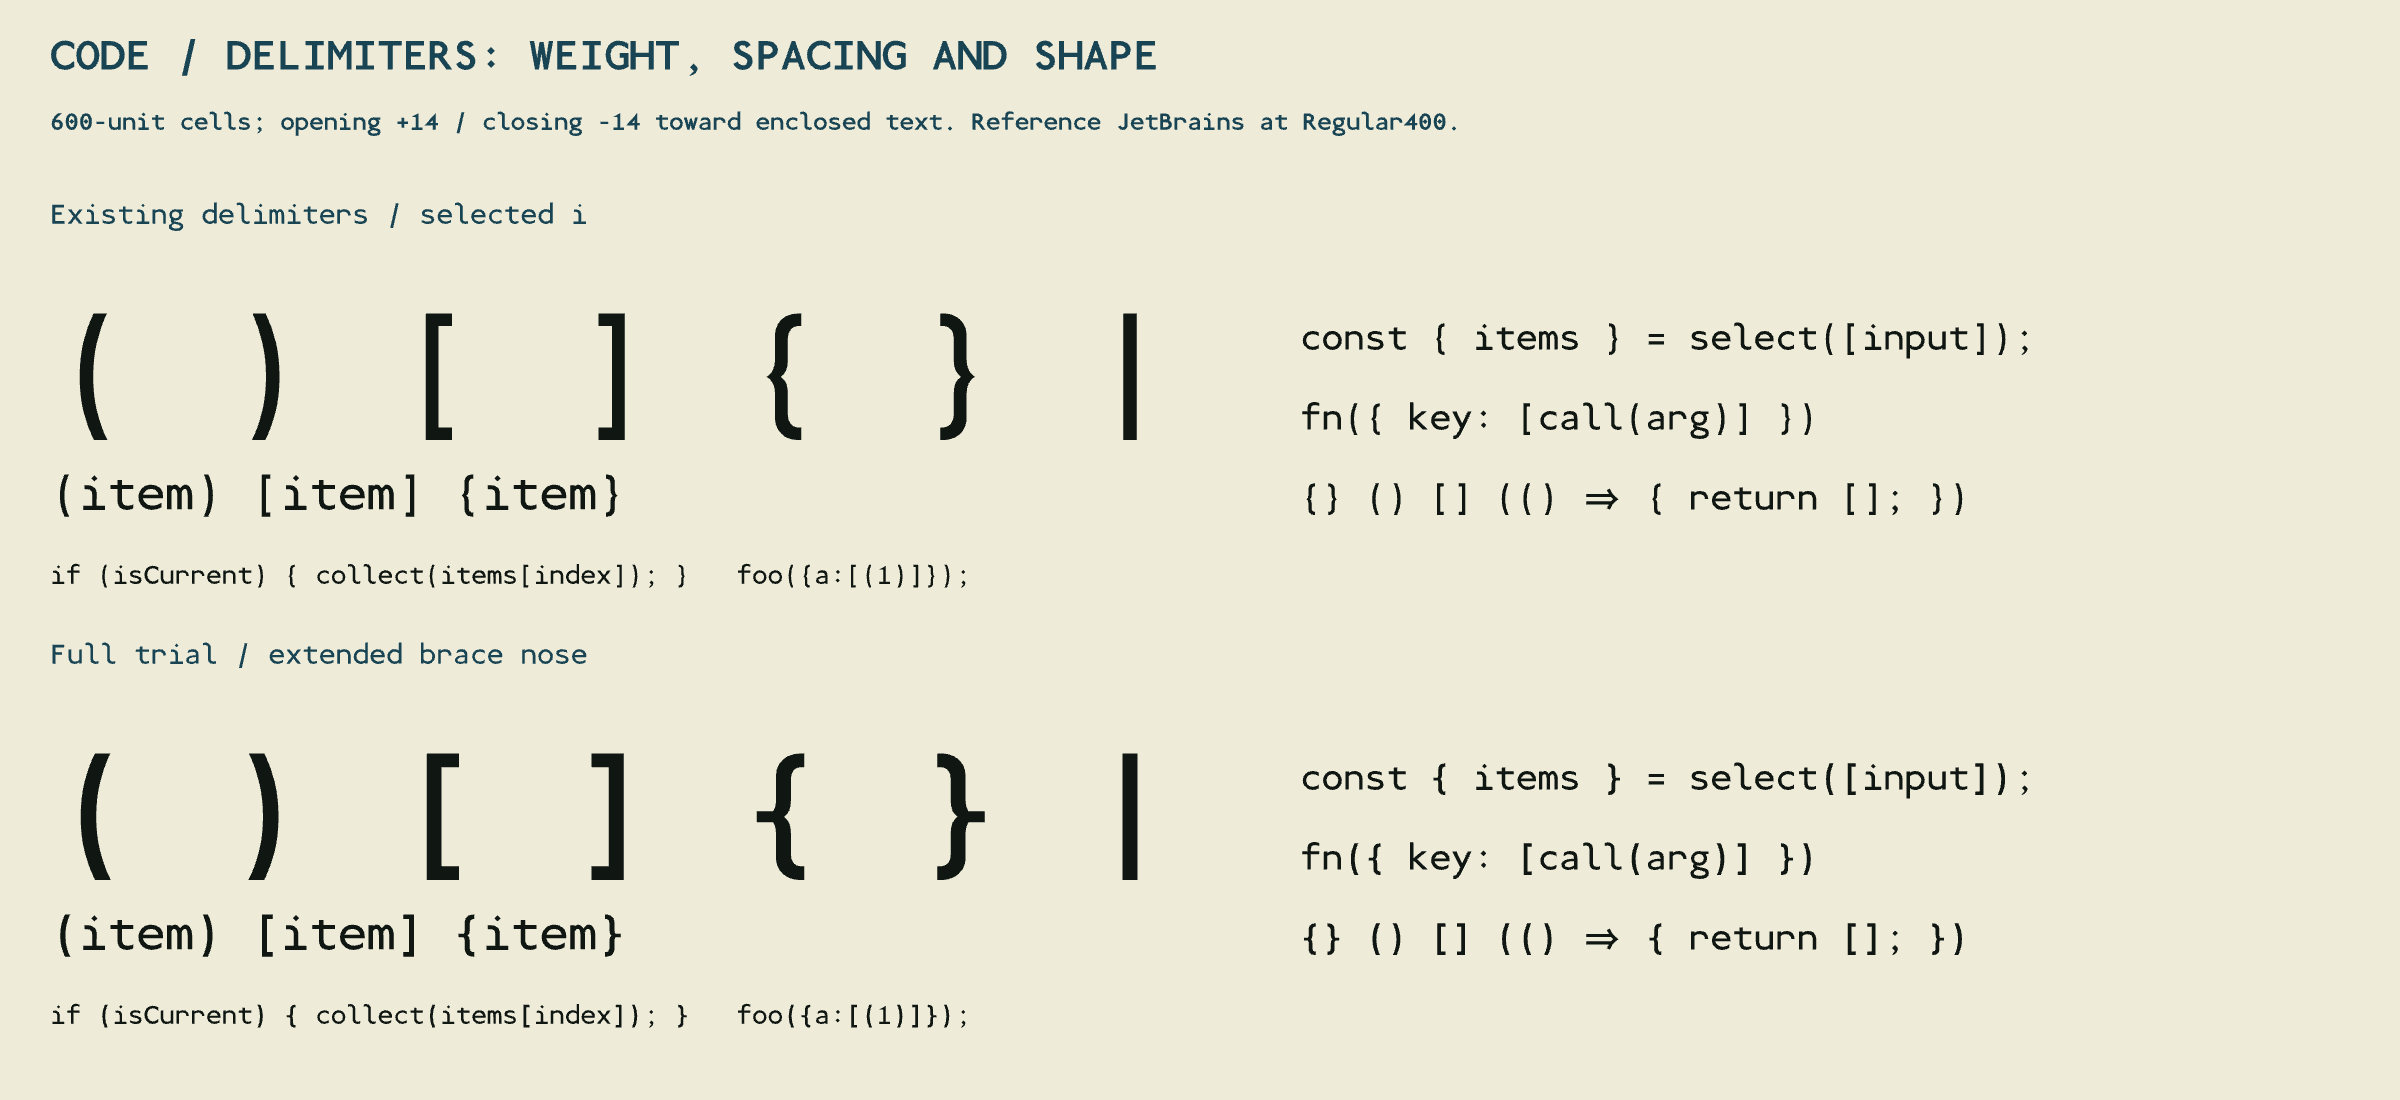 CODE / DELIMITERS: WEIGHT, SPACING AND SHAPE
600-unit cells; opening +14 / closing -14 toward enclosed text. Reference JetBrains at Regular400.
Existing delimiters / selected i
( ) [ ] { } |
(item) [item] {item}
if (isCurrent) { collect(items[index]); } foo({a:[(1)]});
const { items } = select([input]);
fn({ key: [call(arg)] })
{} () [] (() ⇒ { return []; })
Full trial / extended brace nose
( ) [ ] { } |
(item) [item] {item}
if (isCurrent) { collect(items[index]); } foo({a:[(1)]});
const { items } = select([input]);
fn({ key: [call(arg)] })
{} () [] (() ⇒ { return []; })